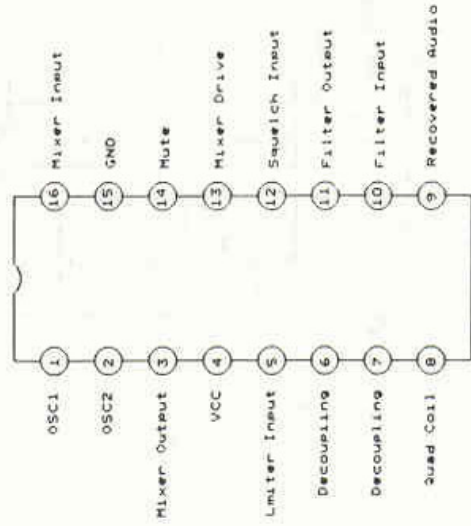 OSC1 1
OSC2 2
Mixer Output 3
VCC 4
Lmiter Input 5
Decoupling 6
Decoupling 7
Quad Coil 8
16 Mixer Input
15 GND
14 Mute
13 Mixer Drive
12 Squelch Input
11 Filter Output
10 Filter Input
9 Recovered Audio